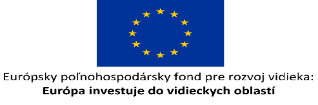 Európsky poľnohospodársky fond pre rozvoj vidieka:
Európa investuje do vidieckych oblastí